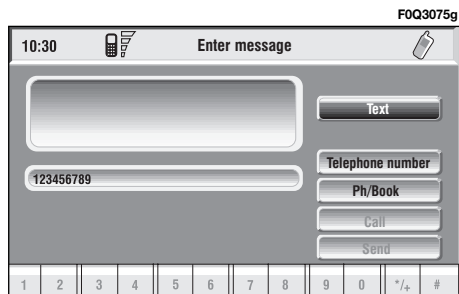 F0Q3075g
10:30 Enter message
Text
Telephone number
123456789
Ph/Book
Call
Send
1 2 3 4 5 6 7 8 9 0 */+ #